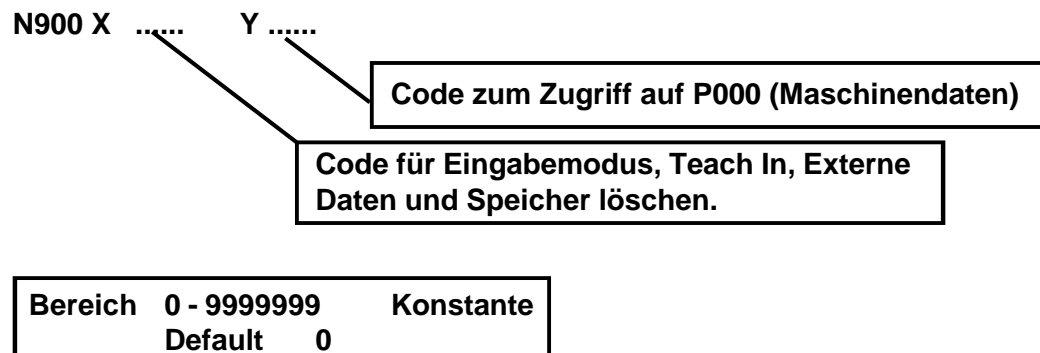 N900 X ...... Y ......
Code zum Zugriff auf P000 (Maschinendaten)
Code für Eingabemodus, Teach In, Externe
Daten und Speicher löschen.
Bereich 0 - 9999999 Konstante
Default 0